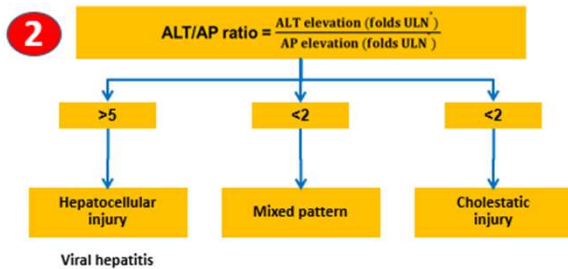 2
ALT/AP ratio = ALT elevation (folds ULN*) / AP elevation (folds ULN*)
>5
<2
<2
Hepatocellular
injury
Mixed pattern
Cholestatic
injury
Viral hepatitis